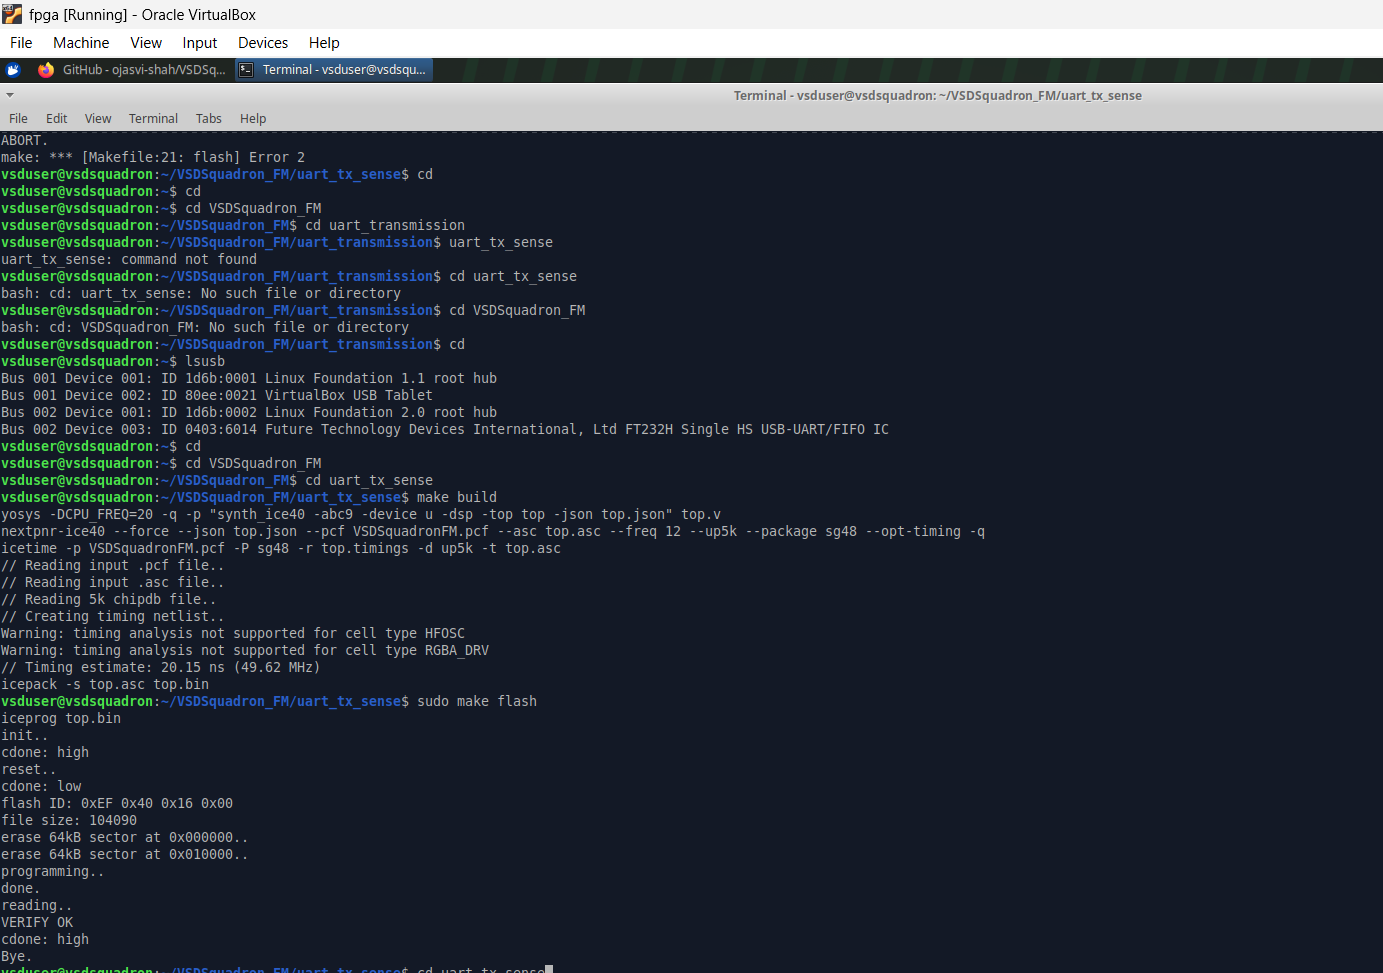 fpga [Running] - Oracle VirtualBox
File Machine View Input Devices Help
GitHub - ojasvi-shah/VSDSq... Terminal - vsduser@vsdsqu...
Terminal - vsduser@vsdsquadron: ~/VSDSquadron_FM/uart_tx_sense
File Edit View Terminal Tabs Help
ABORT.
make: *** [Makefile:21: flash] Error 2
vsduser@vsdsquadron:~/VSDSquadron_FM/uart_tx_sense$ cd
vsduser@vsdsquadron:~$ cd
vsduser@vsdsquadron:~$ cd VSDSquadron_FM
vsduser@vsdsquadron:~/VSDSquadron_FM$ cd uart_transmission
vsduser@vsdsquadron:~/VSDSquadron_FM/uart_transmission$ uart_tx_sense
uart_tx_sense: command not found
vsduser@vsdsquadron:~/VSDSquadron_FM/uart_transmission$ cd uart_tx_sense
bash: cd: uart_tx_sense: No such file or directory
vsduser@vsdsquadron:~/VSDSquadron_FM/uart_transmission$ cd VSDSquadron_FM
bash: cd: VSDSquadron_FM: No such file or directory
vsduser@vsdsquadron:~/VSDSquadron_FM/uart_transmission$ cd
vsduser@vsdsquadron:~$ lsusb
Bus 001 Device 001: ID 1d6b:0001 Linux Foundation 1.1 root hub
Bus 001 Device 002: ID 80ee:0021 VirtualBox USB Tablet
Bus 002 Device 001: ID 1d6b:0002 Linux Foundation 2.0 root hub
Bus 002 Device 003: ID 0403:6014 Future Technology Devices International, Ltd FT232H Single HS USB-UART/FIFO IC
vsduser@vsdsquadron:~$ cd
vsduser@vsdsquadron:~$ cd VSDSquadron_FM
vsduser@vsdsquadron:~/VSDSquadron_FM$ cd uart_tx_sense
vsduser@vsdsquadron:~/VSDSquadron_FM/uart_tx_sense$ make build
yosys -DCPU_FREQ=20 -q -p "synth_ice40 -abc9 -device u -dsp -top top -json top.json" top.v
nextpnr-ice40 --force --json top.json --pcf VSDSquadronFM.pcf --asc top.asc --freq 12 --up5k --package sg48 --opt-timing -q
icetime -p VSDSquadronFM.pcf -P sg48 -r top.timings -d up5k -t top.asc
// Reading input .pcf file..
// Reading input .asc file..
// Reading 5k chipdb file..
// Creating timing netlist..
Warning: timing analysis not supported for cell type HFOSC
Warning: timing analysis not supported for cell type RGBA_DRV
// Timing estimate: 20.15 ns (49.62 MHz)
icepack -s top.asc top.bin
vsduser@vsdsquadron:~/VSDSquadron_FM/uart_tx_sense$ sudo make flash
iceprog top.bin
init..
cdone: high
reset..
cdone: low
flash ID: 0xEF 0x40 0x16 0x00
file size: 104090
erase 64kB sector at 0x000000..
erase 64kB sector at 0x010000..
programming..
done.
reading..
VERIFY OK
cdone: high
Bye.
vsduser@vsdsquadron:~/VSDSquadron_FM/uart_tx_sense$ cd uart_tx_sense